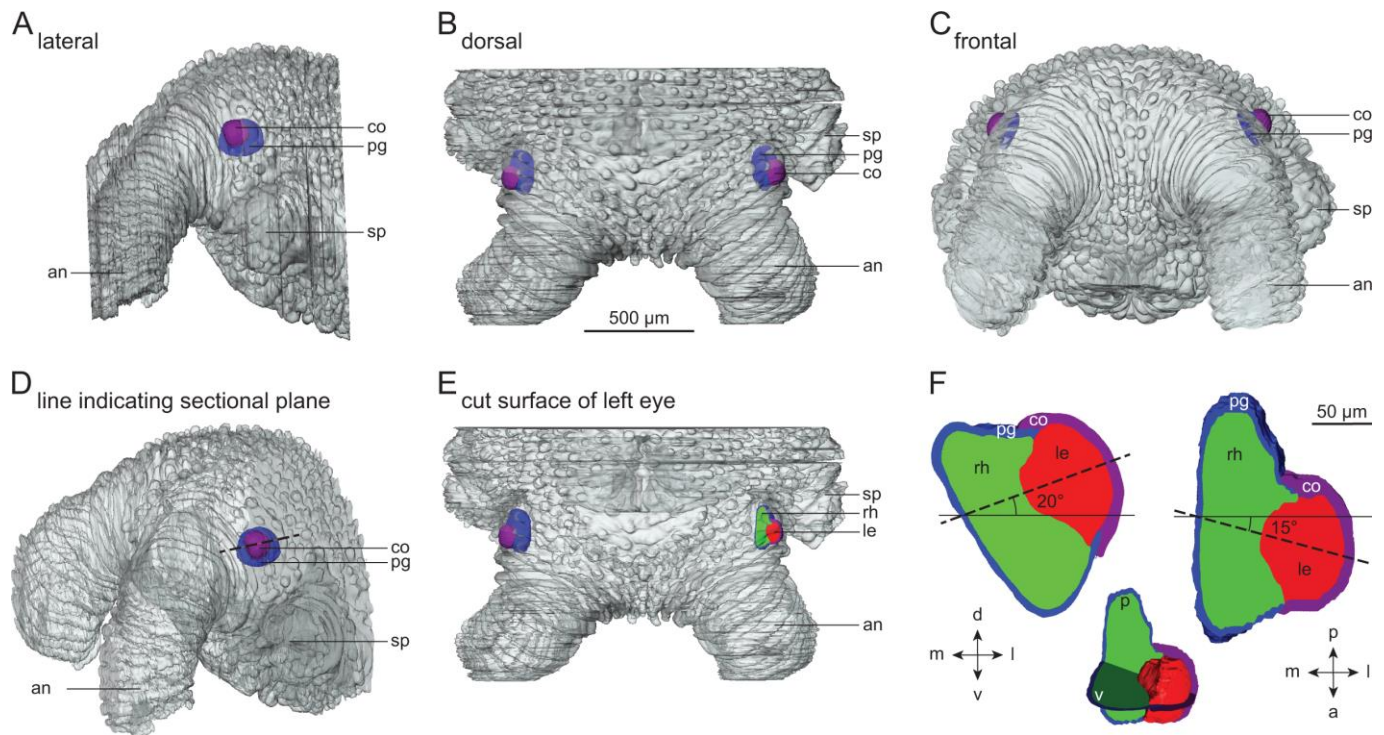 A lateral
co
pg
sp
an
B dorsal
sp
pg
co
an
500 µm
C frontal
co
pg
sp
an
D line indicating sectional plane
co
pg
sp
an
E cut surface of left eye
sp
rh
le
an
F
pg co
rh le
20°
pg
50 µm
rh
co
15°
le
p
v
d
m l
v
p
m l
a